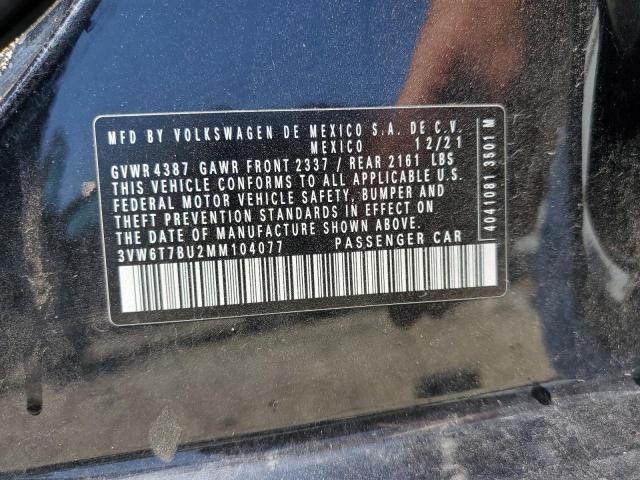 MFD BY VOLKSWAGEN DE MEXICO S.A. DE C.V.
MEXICO 12/21
GVWR 4387 GAWR FRONT 2337 / REAR 2161 LBS
THIS VEHICLE CONFORMS TO ALL APPLICABLE U.S.
FEDERAL MOTOR VEHICLE SAFETY, BUMPER AND
THEFT PREVENTION STANDARDS IN EFFECT ON
THE DATE OF MANUFACTURE SHOWN ABOVE.
3VW6T7BU2MM104077 PASSENGER CAR
4041081 3501 M